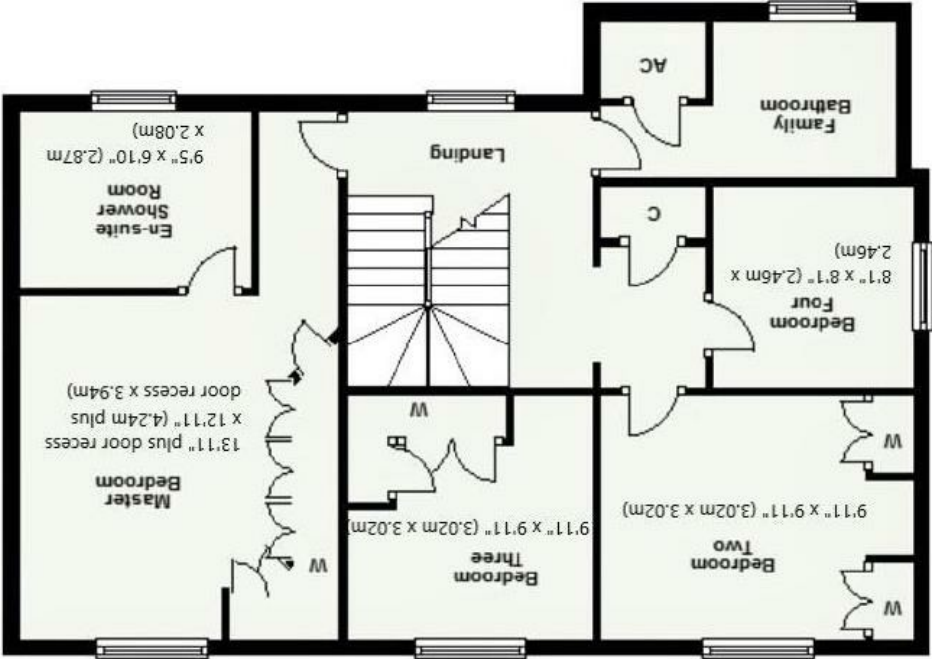 W
Bedroom
Two
9'11" x 9'11" (3.02m x 3.02m)
W
Bedroom
Three
9'11" x 9'11" (3.02m x 3.02m)
W
W
Master
Bedroom
13'11" plus door recess
x 12'11" (4.24m plus
door recess x 3.94m)
Bedroom
Four
8'1" x 8'1" (2.46m x
2.46m)
C
Landing
En-suite
Shower
Room
9'5" x 6'10" (2.87m
x 2.08m)
Family
Bathroom
AC